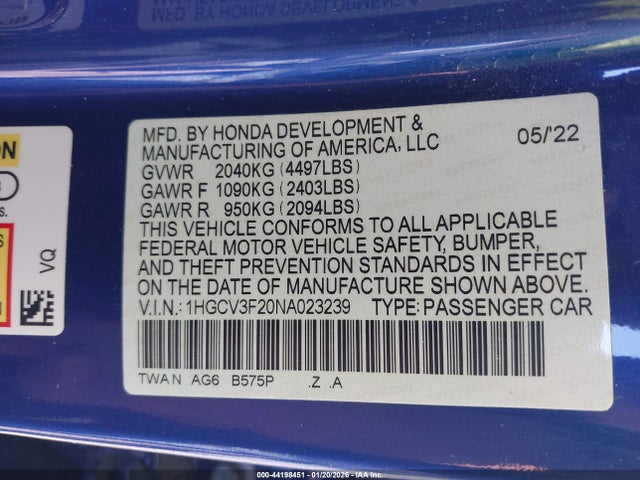 MFD. BY HONDA DEVELOPMENT & 05/'22
MANUFACTURING OF AMERICA, LLC
GVWR 2040KG (4497LBS)
GAWR F 1090KG (2403LBS)
GAWR R 950KG (2094LBS)
THIS VEHICLE CONFORMS TO ALL APPLICABLE
FEDERAL MOTOR VEHICLE SAFETY, BUMPER,
AND THEFT PREVENTION STANDARDS IN EFFECT
ON THE DATE OF MANUFACTURE SHOWN ABOVE.
V.I.N.: 1HGCV3F20NA023239 TYPE: PASSENGER CAR
TWAN AG6 B575P .Z .A
VQ
000-44198451 - 01/20/2026 - IAA Inc.